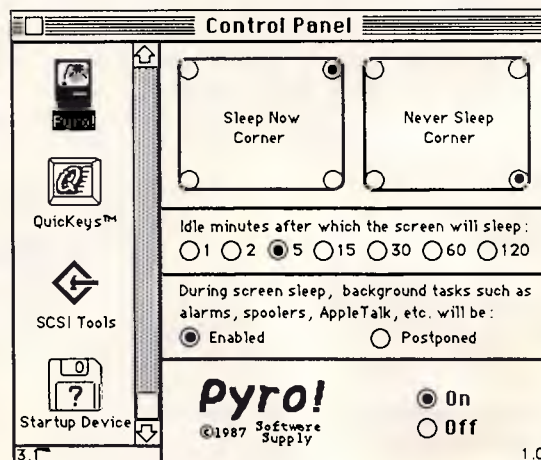 Control Panel
Pyro!
QuicKeys™
SCSI Tools
?
Startup Device
3.1
Sleep Now
Corner
Never Sleep
Corner
Idle minutes after which the screen will sleep:
1 2 5 15 30 60 120
During screen sleep, background tasks such as
alarms, spoolers, AppleTalk, etc. will be:
Enabled Postponed
Pyro!
©1987 Software
Supply
On
Off
1.0